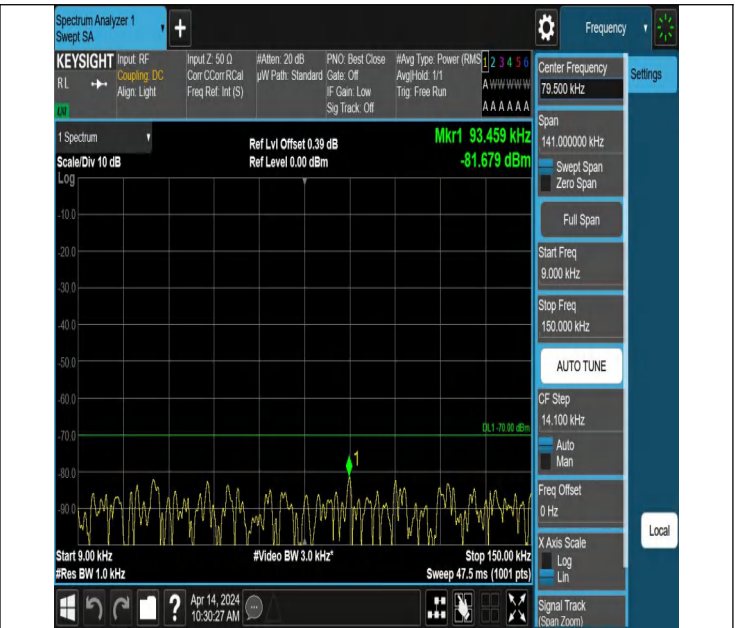 Spectrum Analyzer 1
Swept SA
+
Frequency
KEYSIGHT
RL
Input: RF
Coupling: DC
Align: Light
Input Z: 50 Ω
Corr CCorr RCal
Freq Ref: Int (S)
#Atten: 20 dB
µW Path: Standard
PNO: Best Close
Gate: Off
IF Gain: Low
Sig Track: Off
#Avg Type: Power (RMS
Avg|Hold: 1/1
Trig: Free Run
1 2 3 4 5 6
A W W W W W
A A A A A A
1 Spectrum
Scale/Div 10 dB
Log
Ref Lvl Offset 0.39 dB
Ref Level 0.00 dBm
Mkr1 93.459 kHz
-81.679 dBm
-10.0
-20.0
-30.0
-40.0
-50.0
-60.0
-70.0
-80.0
-90.0
DL1 -70.00 dBm
1
Start 9.00 kHz
#Res BW 1.0 kHz
#Video BW 3.0 kHz*
Stop 150.00 kHz
Sweep 47.5 ms (1001 pts)
?
Apr 14, 2024
10:30:27 AM
Center Frequency
79.500 kHz
Settings
Span
141.000000 kHz
Swept Span
Zero Span
Full Span
Start Freq
9.000 kHz
Stop Freq
150.000 kHz
AUTO TUNE
CF Step
14.100 kHz
Auto
Man
Freq Offset
0 Hz
X Axis Scale
Log
Lin
Local
Signal Track
(Span Zoom)